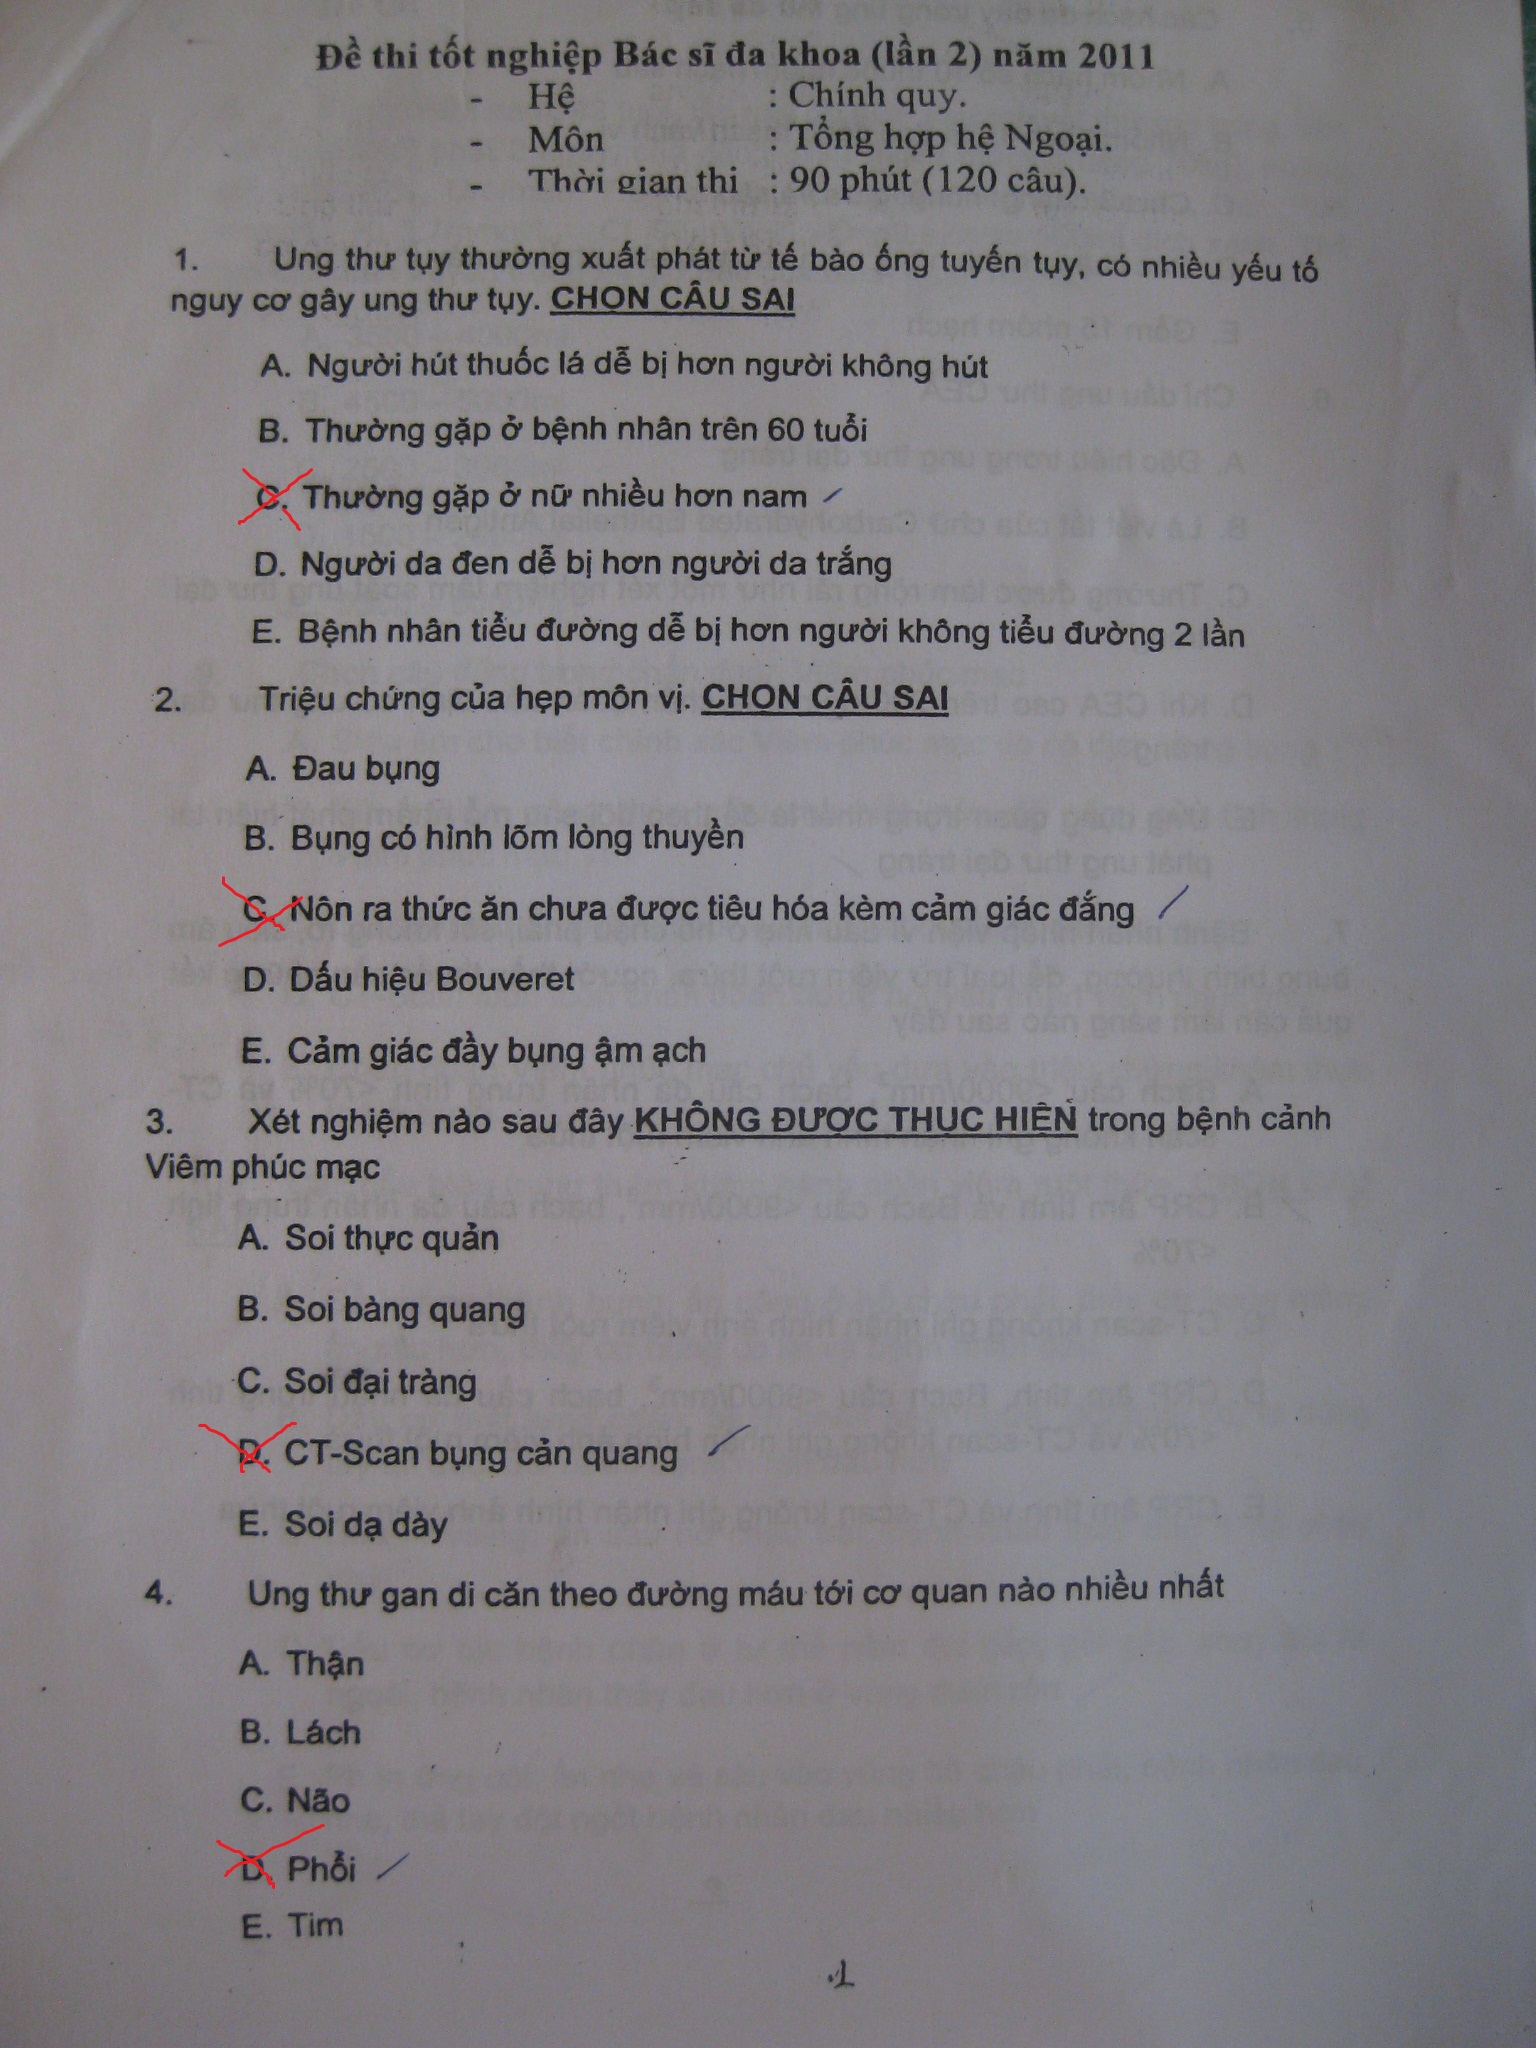 Đề thi tốt nghiệp Bác sĩ đa khoa (lần 2) năm 2011
- Hệ : Chính quy.
- Môn : Tổng hợp hệ Ngoại.
- Thời gian thi : 90 phút (120 câu).
1. Ung thư tụy thường xuất phát từ tế bào ống tuyến tụy, có nhiều yếu tố
nguy cơ gây ung thư tụy. CHỌN CÂU SAI
A. Người hút thuốc lá dễ bị hơn người không hút
B. Thường gặp ở bệnh nhân trên 60 tuổi
C. Thường gặp ở nữ nhiều hơn nam
D. Người da đen dễ bị hơn người da trắng
E. Bệnh nhân tiểu đường dễ bị hơn người không tiểu đường 2 lần
2. Triệu chứng của hẹp môn vị. CHỌN CÂU SAI
A. Đau bụng
B. Bụng có hình lõm lòng thuyền
C. Nôn ra thức ăn chưa được tiêu hóa kèm cảm giác đắng
D. Dấu hiệu Bouveret
E. Cảm giác đầy bụng ậm ạch
3. Xét nghiệm nào sau đây KHÔNG ĐƯỢC THỰC HIỆN trong bệnh cảnh
Viêm phúc mạc
A. Soi thực quản
B. Soi bàng quang
C. Soi đại tràng
D. CT-Scan bụng cản quang
E. Soi dạ dày
4. Ung thư gan di căn theo đường máu tới cơ quan nào nhiều nhất
A. Thận
B. Lách
C. Não
D. Phổi
E. Tim
1